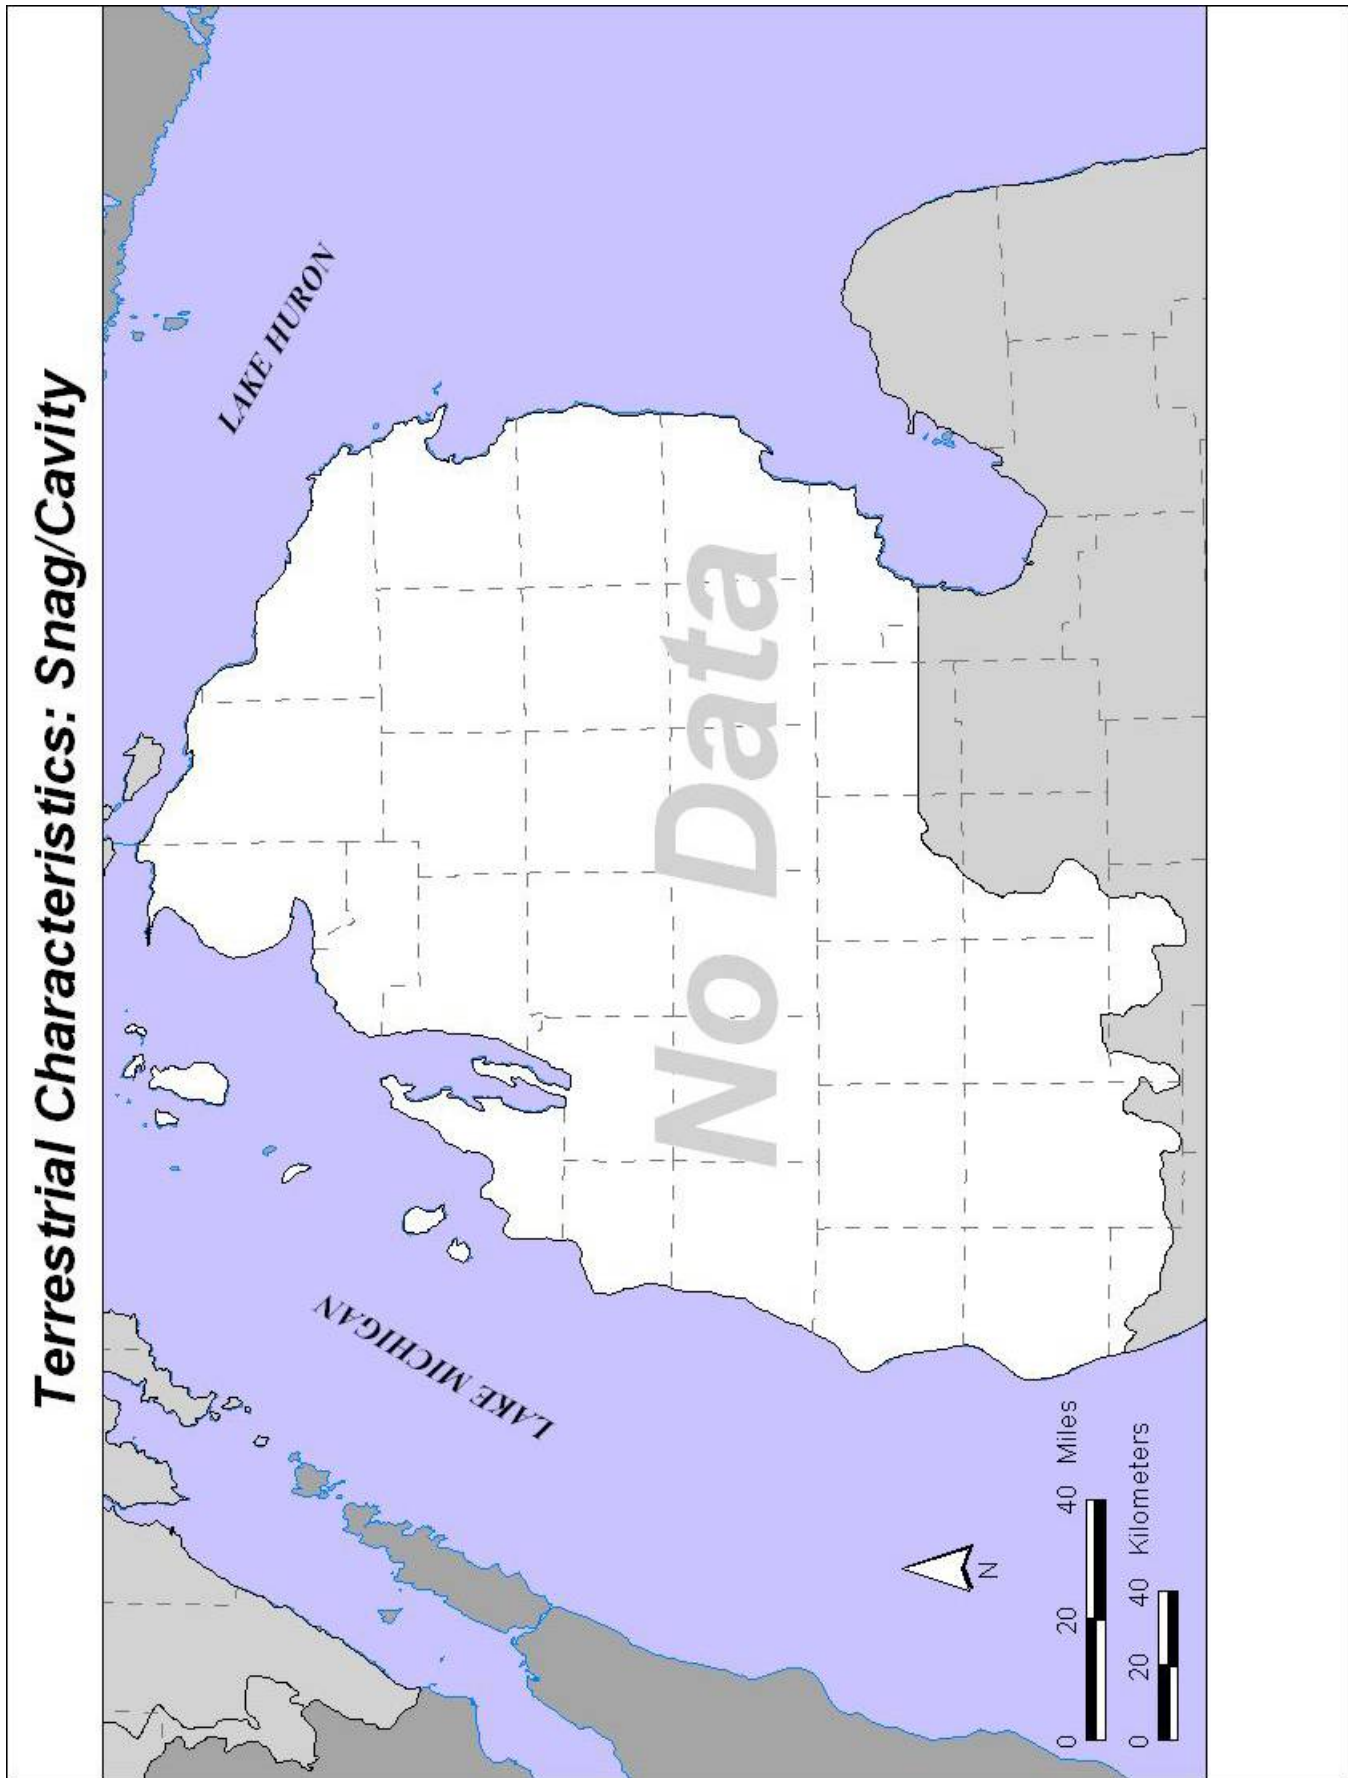 Terrestrial Characteristics: Snag/Cavity
LAKE HURON
LAKE MICHIGAN
No Data
N
0 20 40 Miles
0 20 40 Kilometers